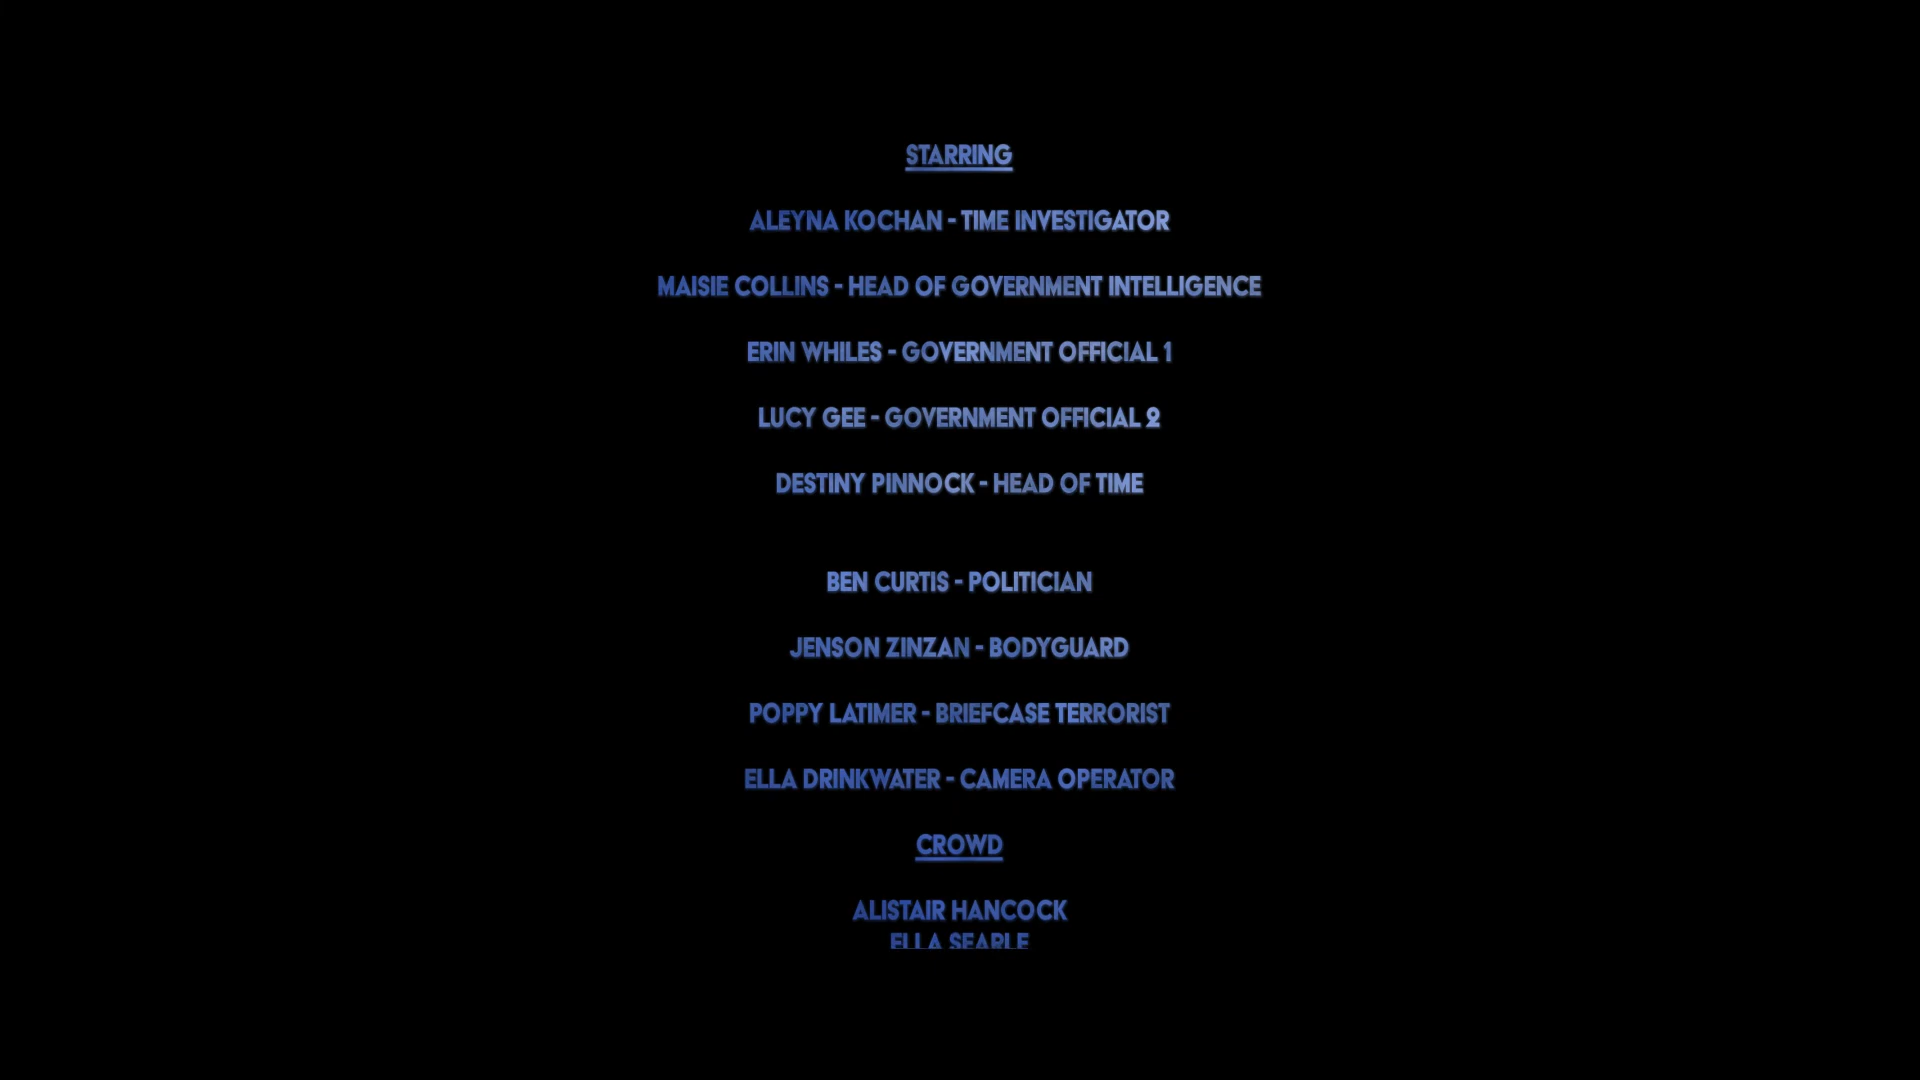 STARRING
ALEYNA KOCHAN - TIME INVESTIGATOR
MAISIE COLLINS - HEAD OF GOVERNMENT INTELLIGENCE
ERIN WHILES - GOVERNMENT OFFICIAL 1
LUCY GEE - GOVERNMENT OFFICIAL 2
DESTINY PINNOCK - HEAD OF TIME
BEN CURTIS - POLITICIAN
JENSON ZINZAN - BODYGUARD
POPPY LATIMER - BRIEFCASE TERRORIST
ELLA DRINKWATER - CAMERA OPERATOR
CROWD
ALISTAIR HANCOCK
ELLA SEARLE